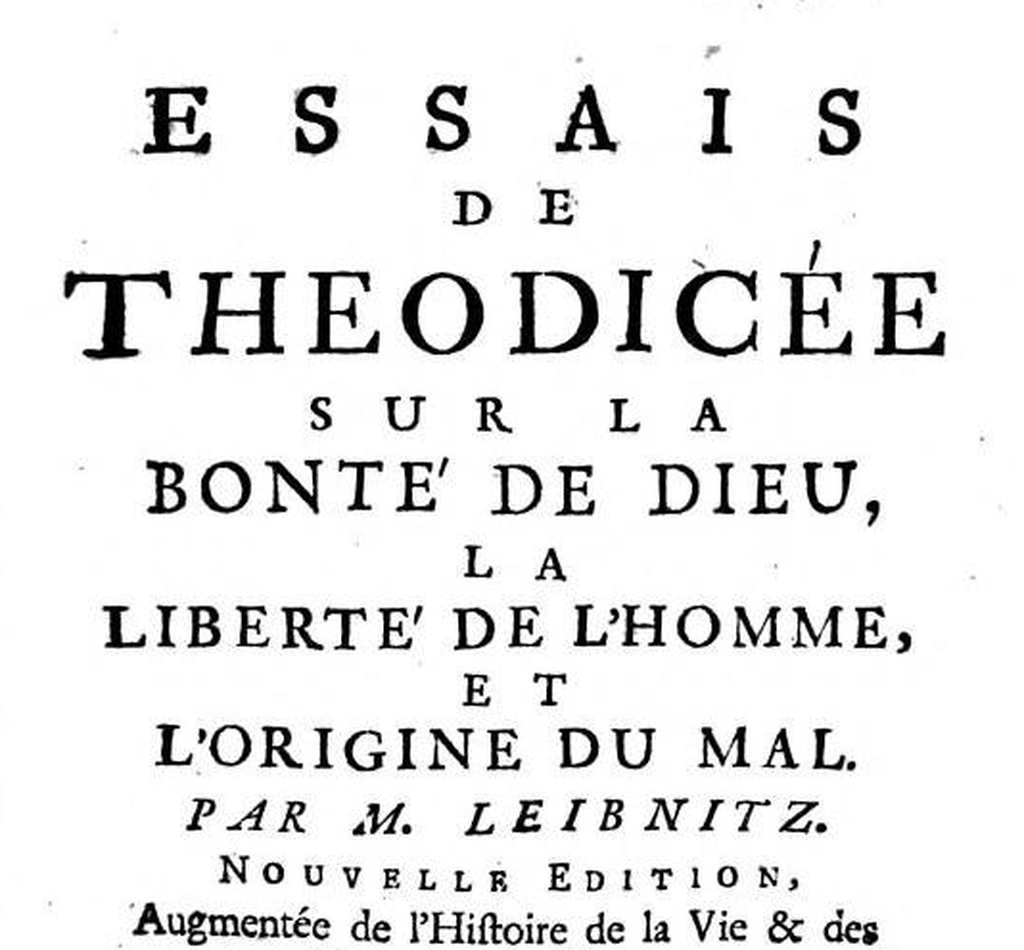 ESSAIS
DE
THEODICÉE
SUR LA
BONTE' DE DIEU,
LA
LIBERTE' DE L'HOMME,
ET
L'ORIGINE DU MAL.
PAR M. LEIBNITZ.
NOUVELLE EDITION,
Augmentée de l'Hiſtoire de la Vie & des